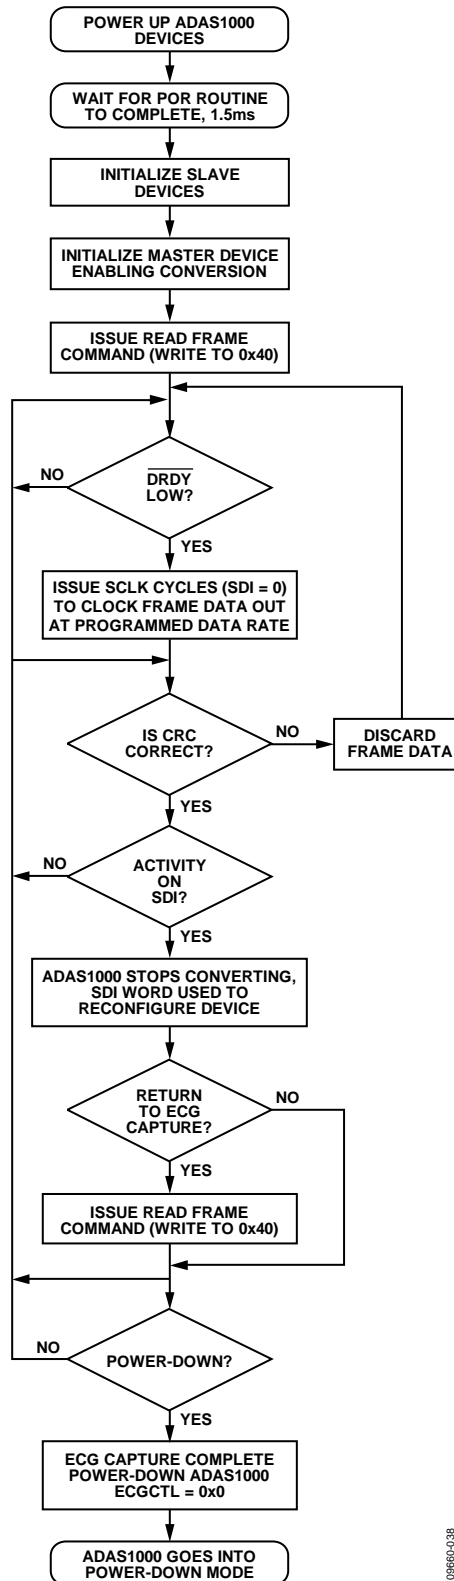 POWER UP ADAS1000
DEVICES
WAIT FOR POR ROUTINE
TO COMPLETE, 1.5ms
INITIALIZE SLAVE
DEVICES
INITIALIZE MASTER DEVICE
ENABLING CONVERSION
ISSUE READ FRAME
COMMAND (WRITE TO 0x40)
NO
DRDY
LOW?
YES
ISSUE SCLK CYCLES (SDI = 0)
TO CLOCK FRAME DATA OUT
AT PROGRAMMED DATA RATE
IS CRC
CORRECT?
NO
DISCARD
FRAME DATA
YES
NO
ACTIVITY
ON
SDI?
YES
ADAS1000 STOPS CONVERTING,
SDI WORD USED TO
RECONFIGURE DEVICE
RETURN
TO ECG
CAPTURE?
NO
YES
ISSUE READ FRAME
COMMAND (WRITE TO 0x40)
NO
POWER-DOWN?
YES
ECG CAPTURE COMPLETE
POWER-DOWN ADAS1000
ECGCTL = 0x0
ADAS1000 GOES INTO
POWER-DOWN MODE
09660-038